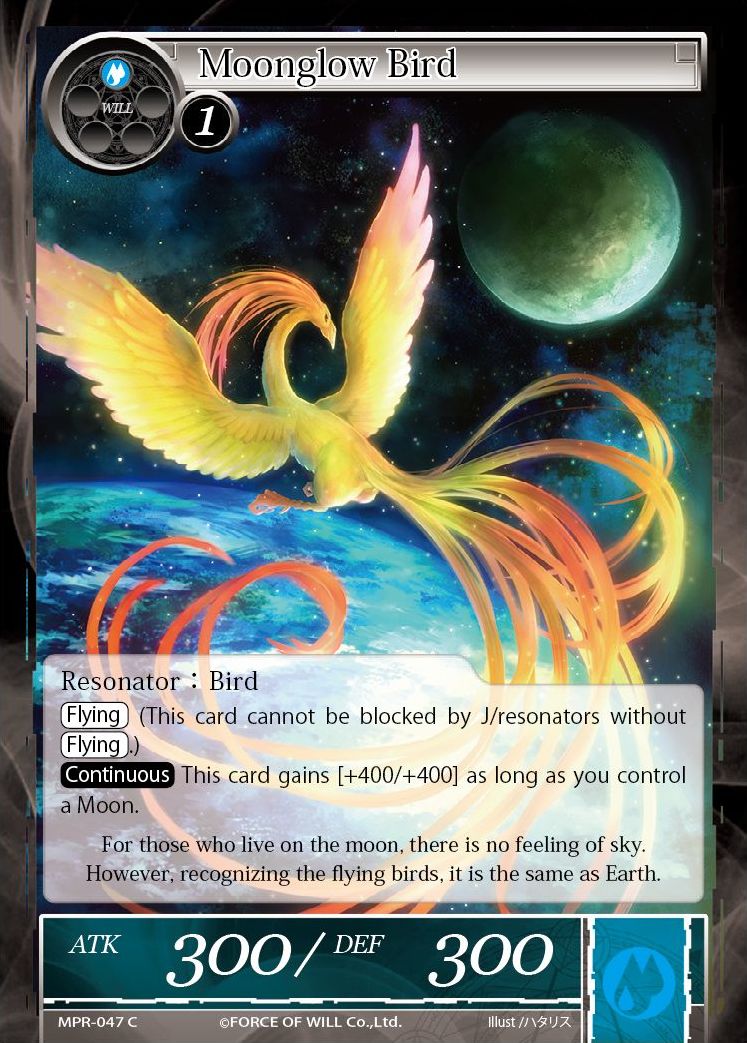 Moonglow Bird
WILL
1
Resonator : Bird
Flying (This card cannot be blocked by J/resonators without
Flying.)
Continuous This card gains [+400/+400] as long as you control
a Moon.
For those who live on the moon, there is no feeling of sky.
However, recognizing the flying birds, it is the same as Earth.
ATK 300 / DEF 300
MPR-047 C ©FORCE OF WILL Co.,Ltd. Illust /ハタリス